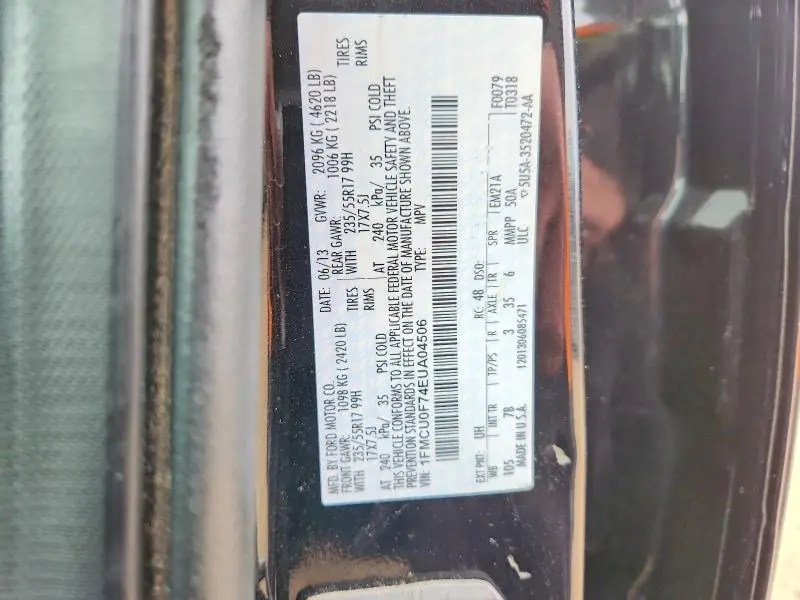 MFD. BY FORD MOTOR CO. DATE: 06/13 GVWR: 2096 KG ( 4620 LB)
FRONT GAWR: 1098 KG ( 2420 LB) REAR GAWR: 1006 KG ( 2218 LB)
WITH 235/55R17 99H TIRES WITH 235/55R17 99H TIRES
17X7.5J RIMS 17X7.5J RIMS
AT 240 kPa/ 35 PSI COLD AT 240 kPa/ 35 PSI COLD
THIS VEHICLE CONFORMS TO ALL APPLICABLE FEDERAL MOTOR VEHICLE SAFETY AND THEFT
PREVENTION STANDARDS IN EFFECT ON THE DATE OF MANUFACTURE SHOWN ABOVE.
VIN: 1FMCU0F74EUA04506 TYPE: MPV
EXT PNT: UH RC: 48 DSO: F0079
WB INT TR TP/PS R AXLE TR SPR EM21A T0318
105 7B 3 35 6 MMPP 50A
MADE IN U.S.A. 1201306085471 ULC 5U5A-3520472-AA